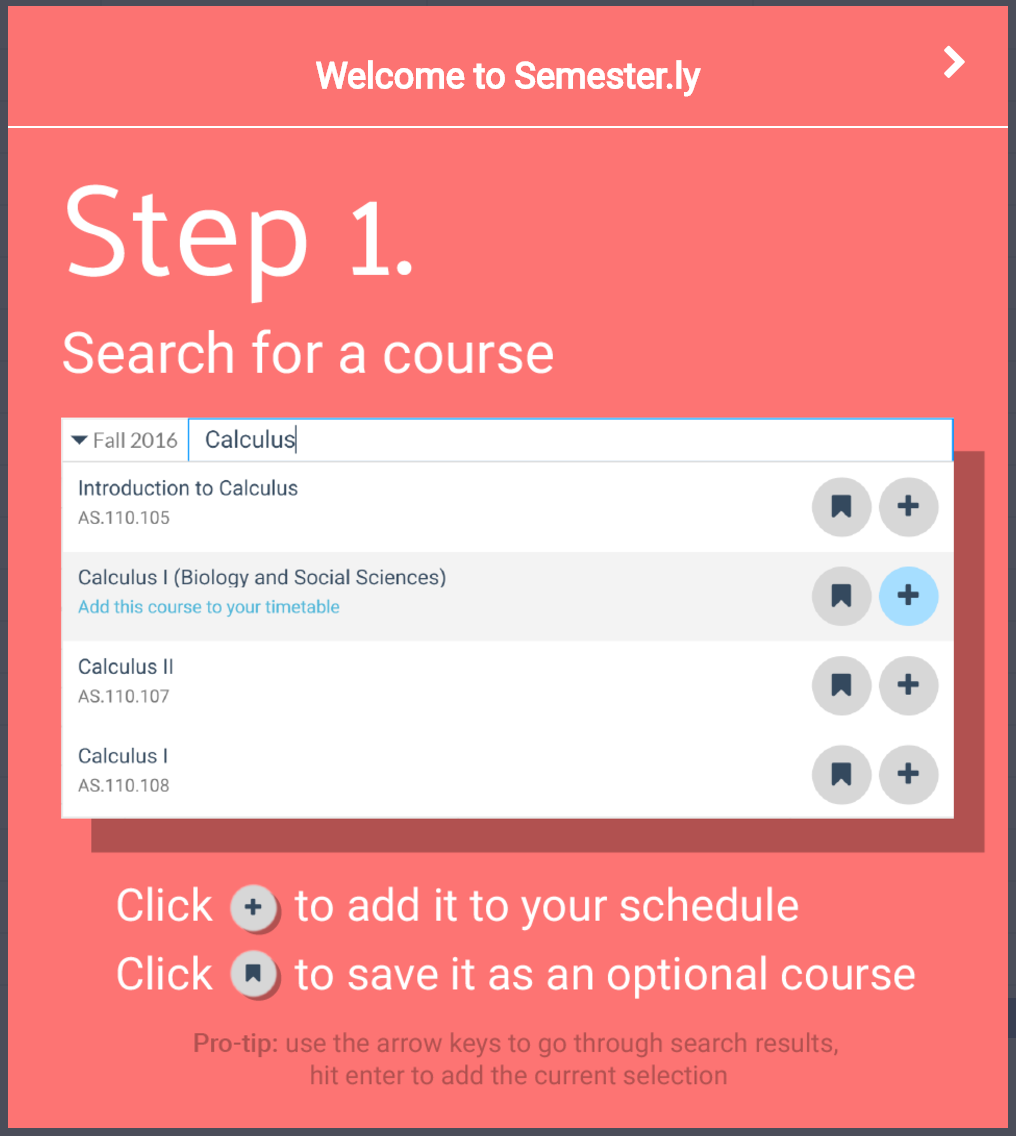 Welcome to Semester.ly
Step 1.
Search for a course
Fall 2016 Calculus
Introduction to Calculus
AS.110.105
Calculus I (Biology and Social Sciences)
Add this course to your timetable
Calculus II
AS.110.107
Calculus I
AS.110.108
Click + to add it to your schedule
Click to save it as an optional course
Pro-tip: use the arrow keys to go through search results,
hit enter to add the current selection